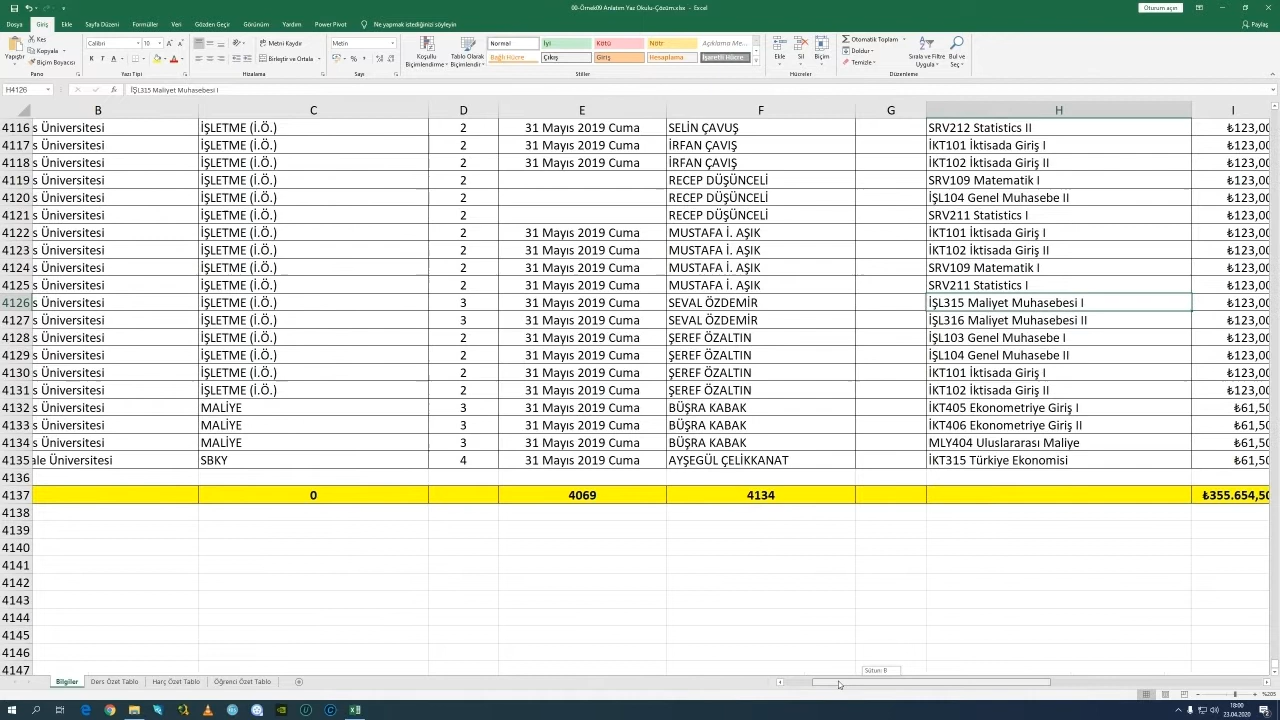 00-Örnek09 Anlatım Yaz Okulu-Çözüm.xlsx - Excel
Oturum açın
Dosya Giriş Ekle Sayfa Düzeni Formüller Veri Gözden Geçir Görünüm Yardım Power Pivot Ne yapmak istediğinizi söyleyin Paylaş
Kes
Kopyala
Biçim Boyacısı
Yapıştır
Pano
Calibri 10
Yazı Tipi
Metni Kaydır
Birleştir ve Ortala
Hizalama
Metin
Sayı
Koşullu Biçimlendirme
Tablo Olarak Biçimlendir
Normal İyi Kötü Nötr Açıklama Me...
Bağlı Hücre Çıkış Giriş Hesaplama İşaretli Hücre
Stiller
Ekle Sil Biçim
Hücreler
Otomatik Toplam
Doldur
Temizle
Sırala ve Filtre Uygula
Bul ve Seç
Düzenleme
H4126 fx İŞL315 Maliyet Muhasebesi I
B C D E F G H I
4116 s Üniversitesi İŞLETME (İ.Ö.) 2 31 Mayıs 2019 Cuma SELİN ÇAVUŞ SRV212 Statistics II ₺123,00
4117 s Üniversitesi İŞLETME (İ.Ö.) 2 31 Mayıs 2019 Cuma İRFAN ÇAVIŞ IKT101 İktisada Giriş I ₺123,00
4118 s Üniversitesi İŞLETME (İ.Ö.) 2 31 Mayıs 2019 Cuma İRFAN ÇAVIŞ İKT102 İktisada Giriş II ₺123,00
4119 s Üniversitesi İŞLETME (İ.Ö.) 2 RECEP DÜŞÜNCELİ SRV109 Matematik I ₺123,00
4120 s Üniversitesi İŞLETME (İ.Ö.) 2 RECEP DÜŞÜNCELİ İŞL104 Genel Muhasebe II ₺123,00
4121 s Üniversitesi İŞLETME (İ.Ö.) 2 RECEP DÜŞÜNCELİ SRV211 Statistics I ₺123,00
4122 s Üniversitesi İŞLETME (İ.Ö.) 2 31 Mayıs 2019 Cuma MUSTAFA İ. AŞIK İKT101 İktisada Giriş I ₺123,00
4123 s Üniversitesi İŞLETME (İ.Ö.) 2 31 Mayıs 2019 Cuma MUSTAFA İ. AŞIK İKT102 İktisada Giriş II ₺123,00
4124 s Üniversitesi İŞLETME (İ.Ö.) 2 31 Mayıs 2019 Cuma MUSTAFA İ. AŞIK SRV109 Matematik I ₺123,00
4125 s Üniversitesi İŞLETME (İ.Ö.) 2 31 Mayıs 2019 Cuma MUSTAFA İ. AŞIK SRV211 Statistics I ₺123,00
4126 s Üniversitesi İŞLETME (İ.Ö.) 3 31 Mayıs 2019 Cuma SEVAL ÖZDEMİR İŞL315 Maliyet Muhasebesi I ₺123,00
4127 s Üniversitesi İŞLETME (İ.Ö.) 3 31 Mayıs 2019 Cuma SEVAL ÖZDEMİR İŞL316 Maliyet Muhasebesi II ₺123,00
4128 s Üniversitesi İŞLETME (İ.Ö.) 2 31 Mayıs 2019 Cuma ŞEREF ÖZALTIN İŞL103 Genel Muhasebe I ₺123,00
4129 s Üniversitesi İŞLETME (İ.Ö.) 2 31 Mayıs 2019 Cuma ŞEREF ÖZALTIN İŞL104 Genel Muhasebe II ₺123,00
4130 s Üniversitesi İŞLETME (İ.Ö.) 2 31 Mayıs 2019 Cuma ŞEREF ÖZALTIN İKT101 İktisada Giriş I ₺123,00
4131 s Üniversitesi İŞLETME (İ.Ö.) 2 31 Mayıs 2019 Cuma ŞEREF ÖZALTIN İKT102 İktisada Giriş II ₺123,00
4132 s Üniversitesi MALİYE 3 31 Mayıs 2019 Cuma BÜŞRA KABAK İKT405 Ekonometriye Giriş I ₺61,50
4133 s Üniversitesi MALİYE 3 31 Mayıs 2019 Cuma BÜŞRA KABAK İKT406 Ekonometriye Giriş II ₺61,50
4134 s Üniversitesi MALİYE 3 31 Mayıs 2019 Cuma BÜŞRA KABAK MLY404 Uluslararası Maliye ₺61,50
4135 ale Üniversitesi SBKY 4 31 Mayıs 2019 Cuma AYŞEGÜL ÇELİKKANAT İKT315 Türkiye Ekonomisi ₺61,50
4136
4137 0 4069 4134 ₺355.654,50
4138
4139
4140
4141
4142
4143
4144
4145
4146
4147
Sütun: B
Bilgiler Ders Özet Tablo Harç Özet Tablo Öğrenci Özet Tablo
%205
18:00
23.04.2020